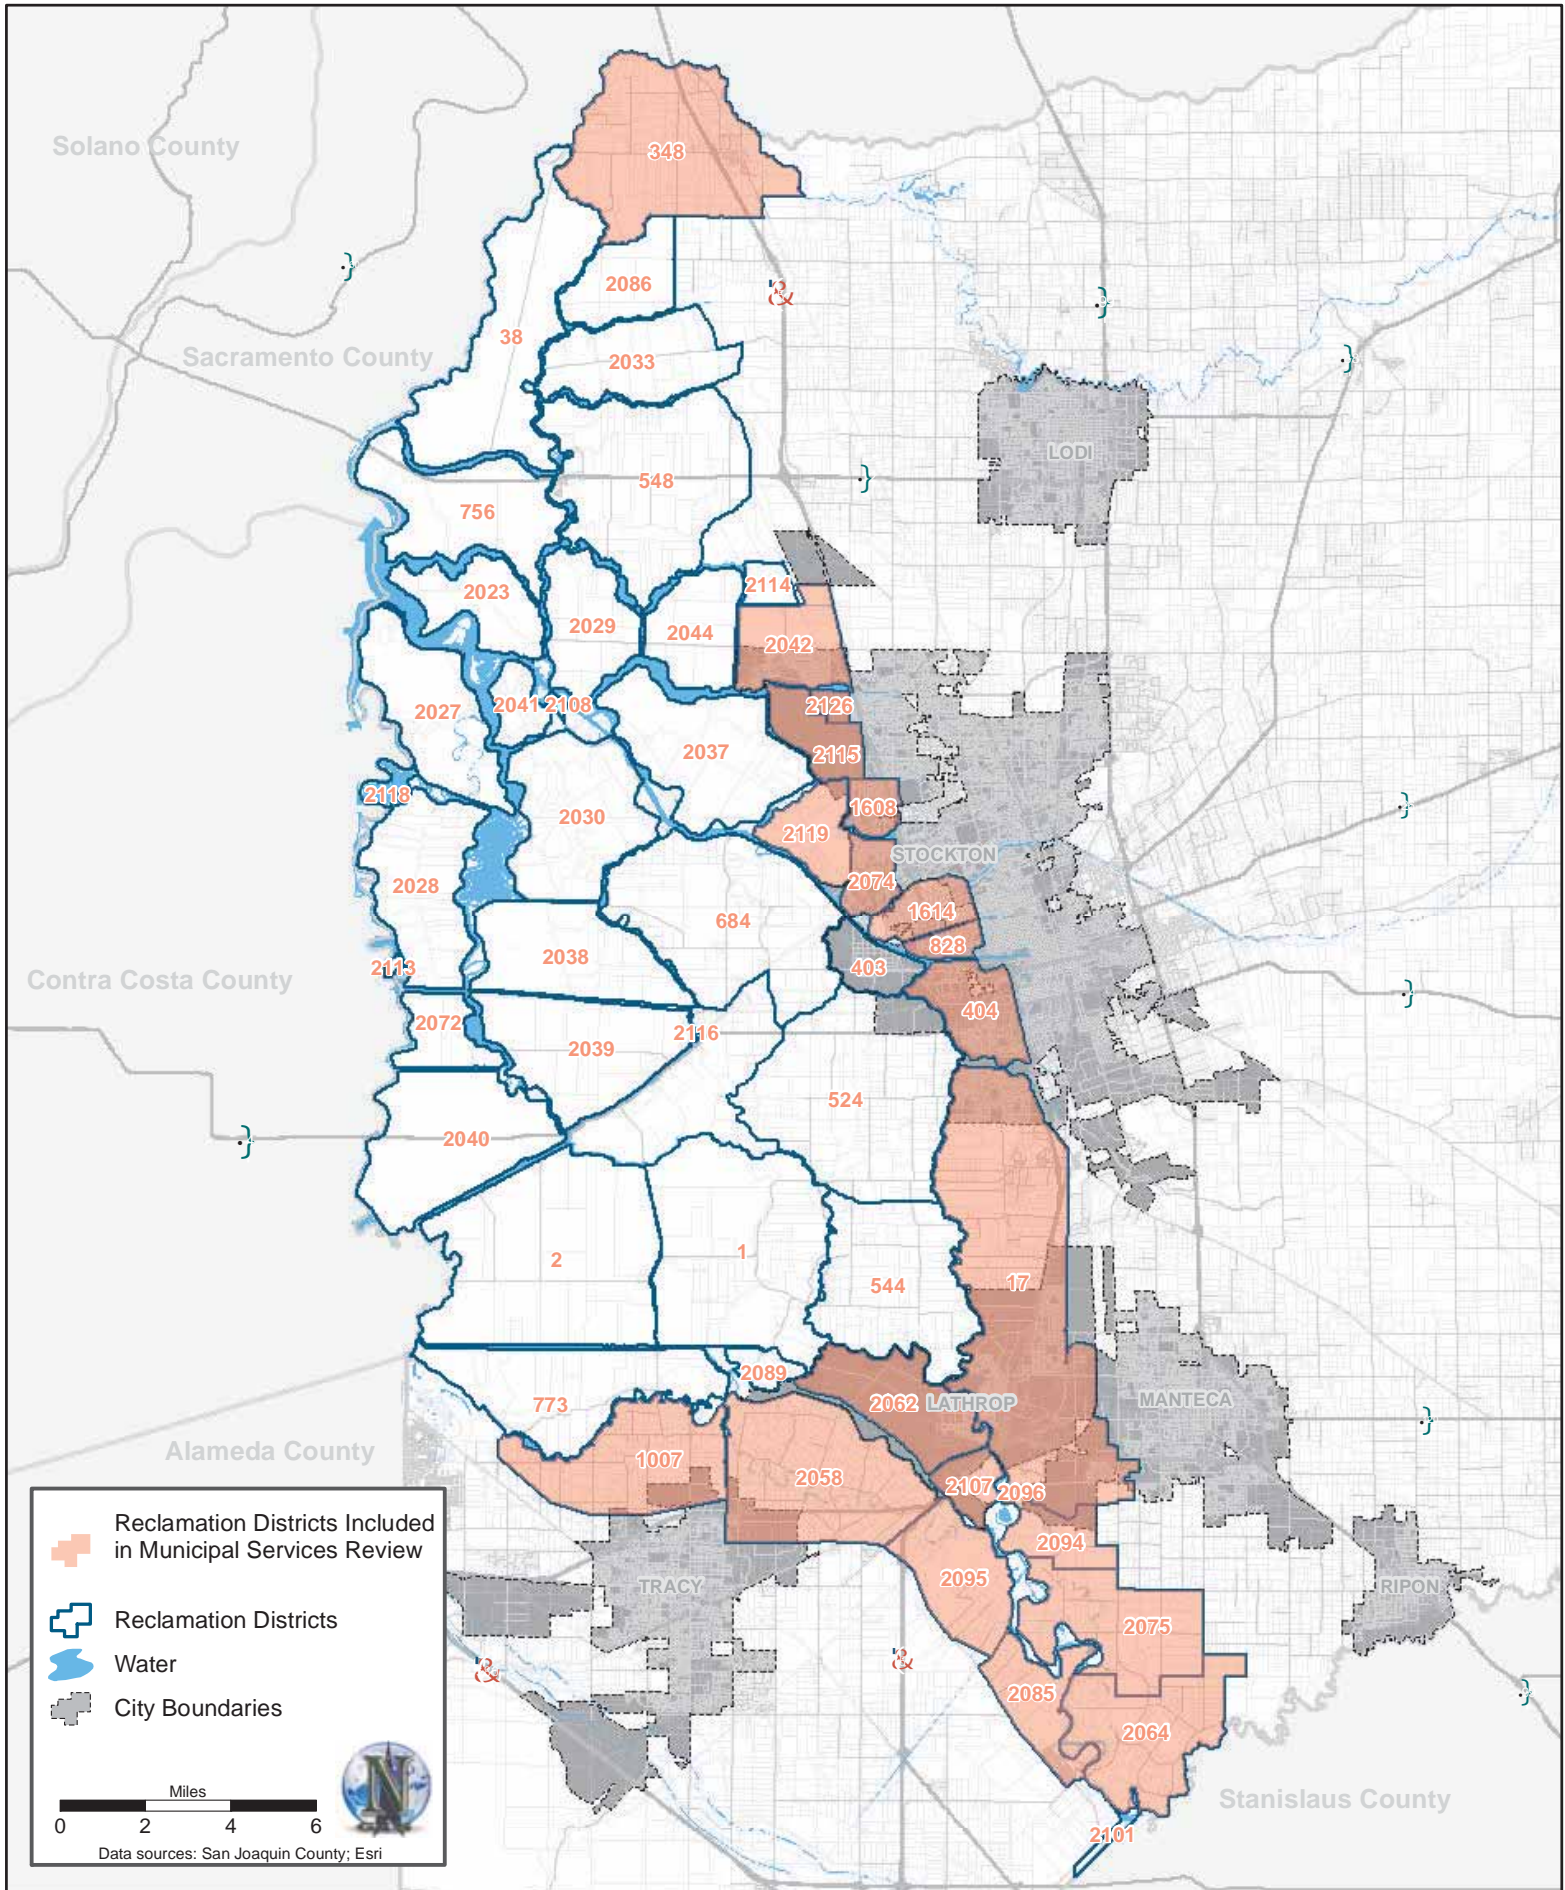 Solano County
348
2086
38
Sacramento County
2033
LODI
548
756
2114
2023
2029
2044
2042
2041
2108
2126
2027
2037
2115
2118
1608
2030
2119
STOCKTON
2074
2028
1614
684
828
2038
403
2113
Contra Costa County
404
2072
2116
2039
524
2040
2
1
17
544
2089
773
2062
LATHROP
MANTECA
Alameda County
1007
2058
2107
2096
2094
2095
TRACY
RIPON
2075
2085
2064
Stanislaus County
2101
Reclamation Districts Included
in Municipal Services Review
Reclamation Districts
Water
City Boundaries
N
Miles
0 2 4 6
Data sources: San Joaquin County; Esri